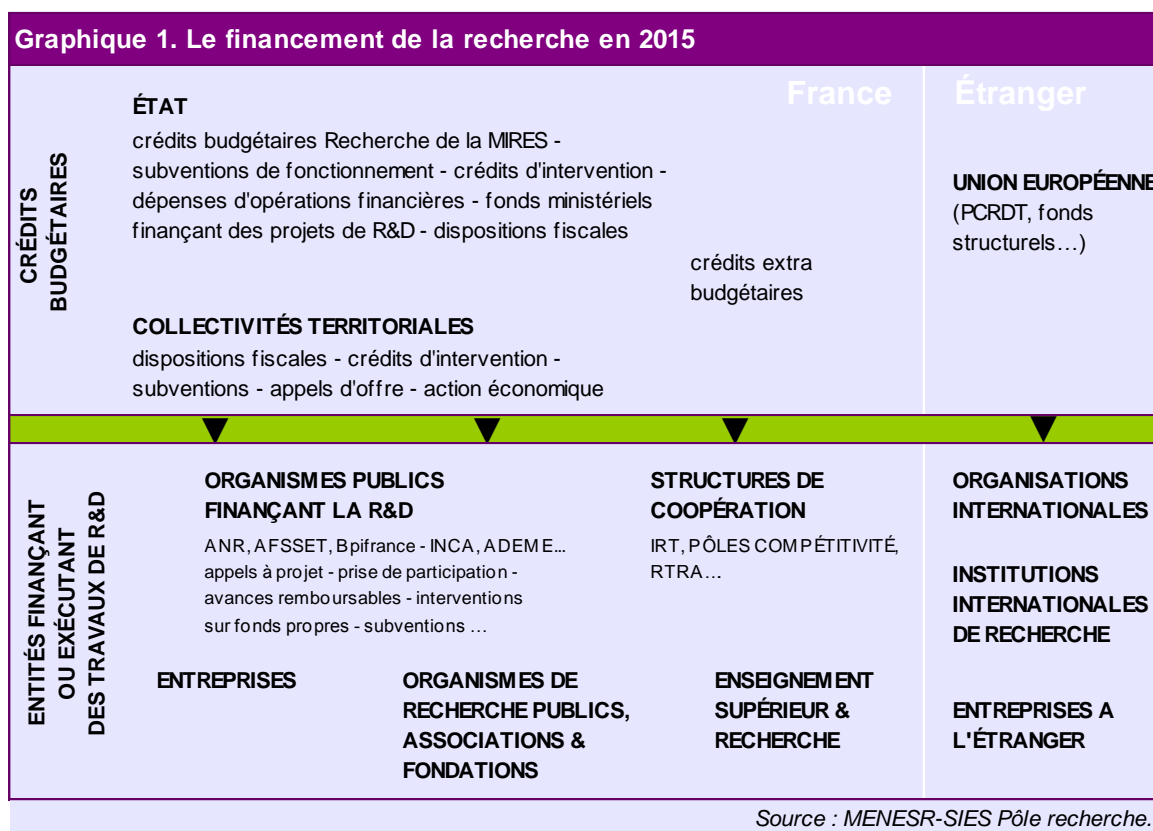 Graphique 1. Le financement de la recherche en 2015
France
Étranger
CRÉDITS
BUDGÉTAIRES
ÉTAT
crédits budgétaires Recherche de la MIRES -
subventions de fonctionnement - crédits d'intervention -
dépenses d'opérations financières - fonds ministériels
finançant des projets de R&D - dispositions fiscales
crédits extra
budgétaires
COLLECTIVITÉS TERRITORIALES
dispositions fiscales - crédits d'intervention -
subventions - appels d'offre - action économique
UNION EUROPÉENNE
(PCRDT, fonds
structurels…)
ENTITÉS FINANÇANT
OU EXÉCUTANT
DES TRAVAUX DE R&D
ORGANISMES PUBLICS
FINANÇANT LA R&D
ANR, AFSSET, Bpifrance - INCA, ADEME...
appels à projet - prise de participation -
avances remboursables - interventions
sur fonds propres - subventions …
STRUCTURES DE
COOPÉRATION
IRT, PÔLES COMPÉTITIVITÉ,
RTRA…
ENTREPRISES
ORGANISMES DE
RECHERCHE PUBLICS,
ASSOCIATIONS &
FONDATIONS
ENSEIGNEMENT
SUPÉRIEUR &
RECHERCHE
ORGANISATIONS
INTERNATIONALES
INSTITUTIONS
INTERNATIONALES
DE RECHERCHE
ENTREPRISES A
L'ÉTRANGER
Source : MENESR-SIES Pôle recherche.